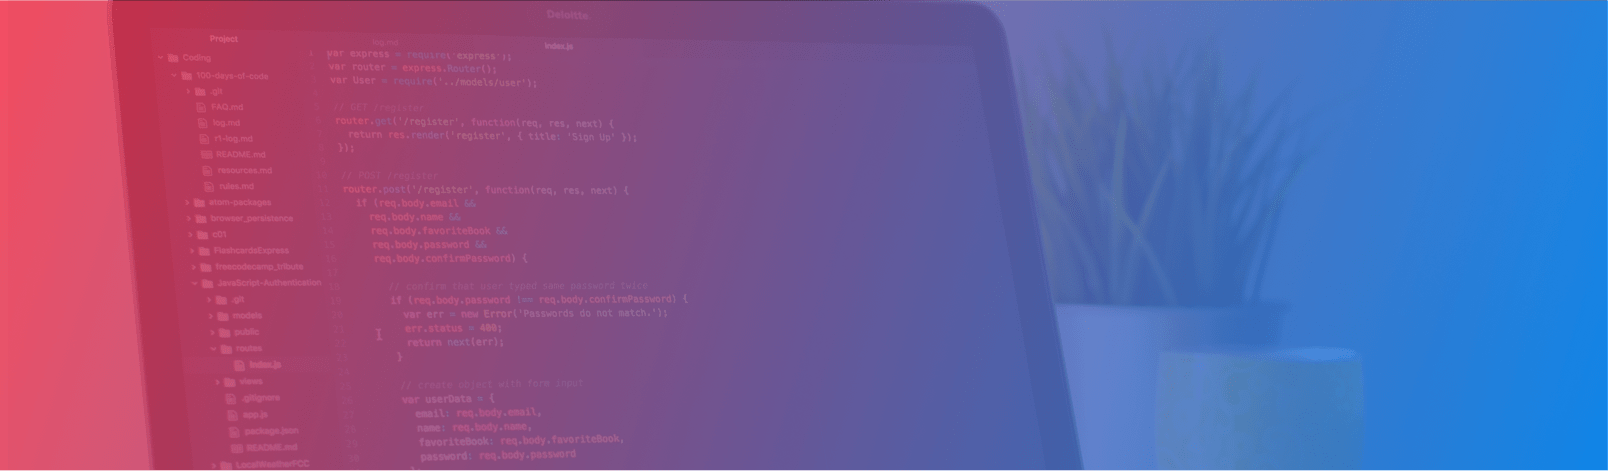 Deloitte.
Project
log.md
index.js
Coding
100-days-of-code
.git
FAQ.md
log.md
r1-log.md
README.md
resources.md
rules.md
atom-packages
browser_persistence
c01
FlashcardsExpress
freecodecamp_tribute
JavaScript-Authentication
.git
models
public
routes
index.js
views
.gitignore
app.js
package.json
README.md
LocalWeatherFCC
var express = require('express');
var router = express.Router();
var User = require('../models/user');
// GET /register
router.get('/register', function(req, res, next) {
return res.render('register', { title: 'Sign Up' });
});
// POST /register
router.post('/register', function(req, res, next) {
if (req.body.email &&
req.body.name &&
req.body.favoriteBook &&
req.body.password &&
req.body.confirmPassword) {
// confirm that user typed same password twice
if (req.body.password !== req.body.confirmPassword) {
var err = new Error('Passwords do not match.');
err.status = 400;
return next(err);
}
// create object with form input
var userData = {
email: req.body.email,
name: req.body.name,
favoriteBook: req.body.favoriteBook,
password: req.body.password